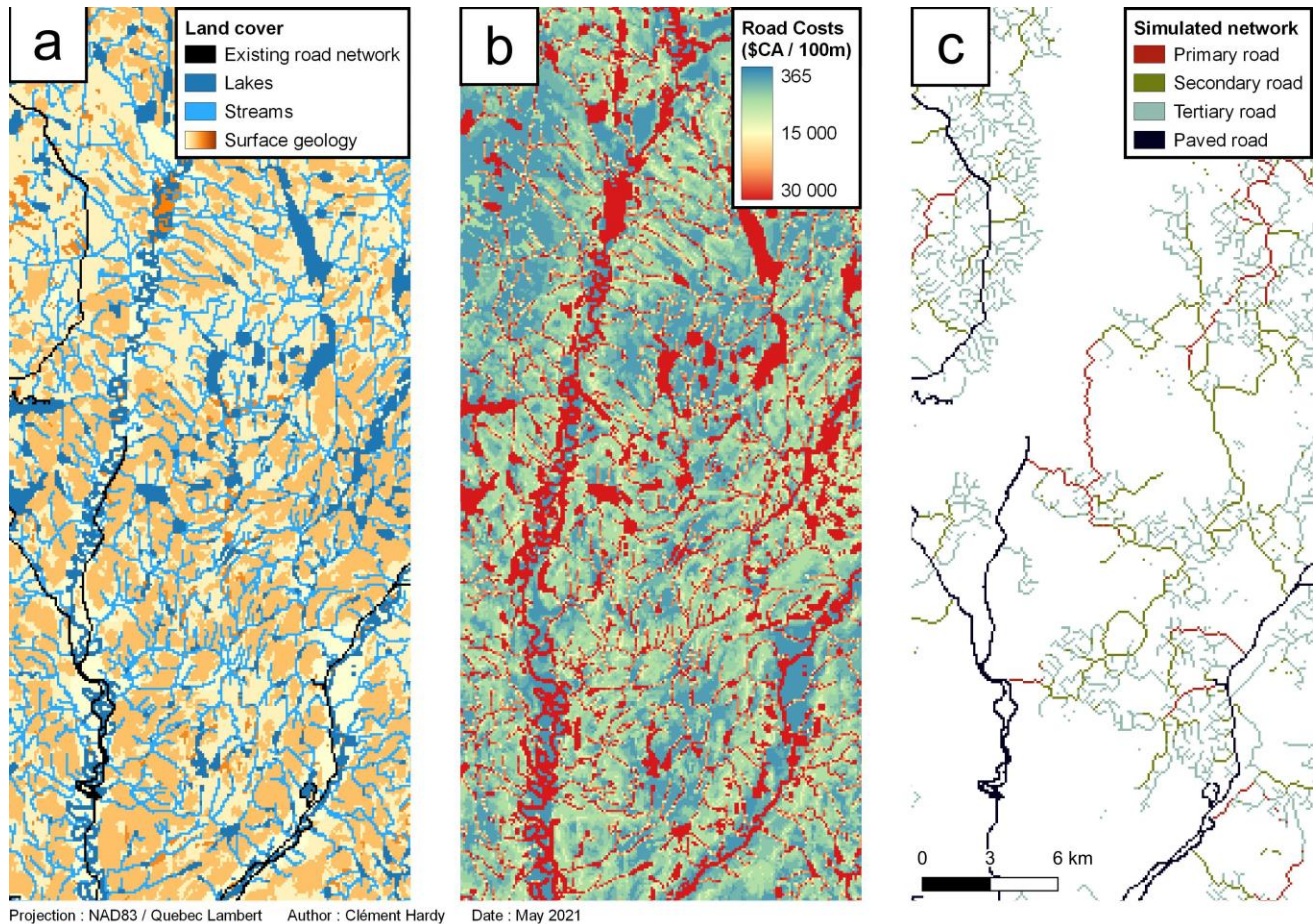 a
Land cover
Existing road network
Lakes
Streams
Surface geology
b
Road Costs
($CA / 100m)
365
15 000
30 000
c
Simulated network
Primary road
Secondary road
Tertiary road
Paved road
0 3 6 km
Projection : NAD83 / Quebec Lambert Author : Clément Hardy Date : May 2021